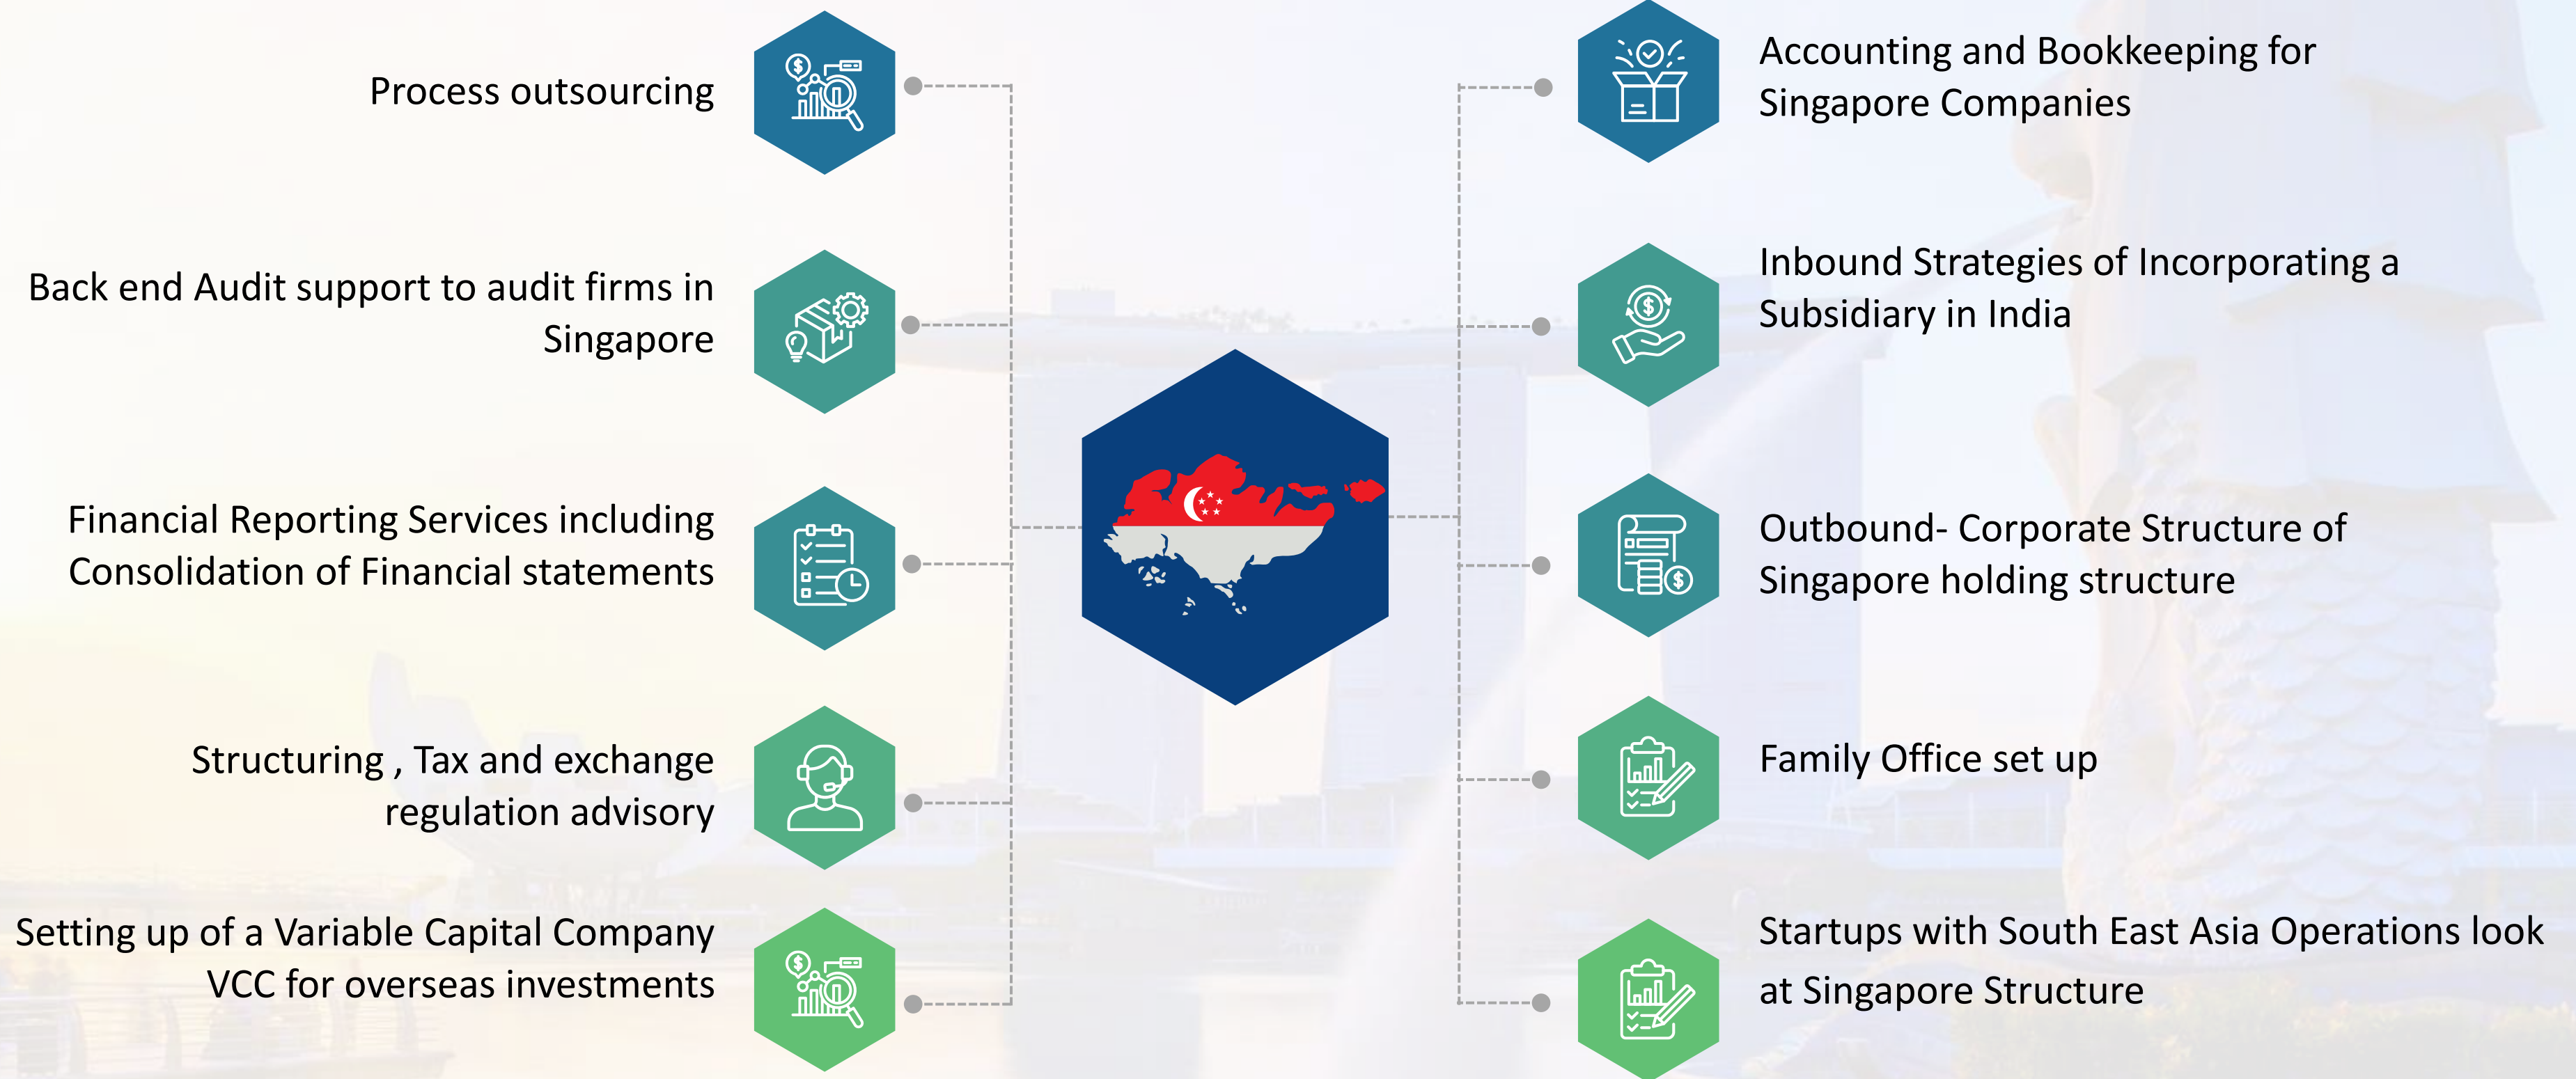 Process outsourcing
Back end Audit support to audit firms in
Singapore
Financial Reporting Services including
Consolidation of Financial statements
Structuring , Tax and exchange
regulation advisory
Setting up of a Variable Capital Company
VCC for overseas investments
Accounting and Bookkeeping for
Singapore Companies
Inbound Strategies of Incorporating a
Subsidiary in India
Outbound- Corporate Structure of
Singapore holding structure
Family Office set up
Startups with South East Asia Operations look
at Singapore Structure